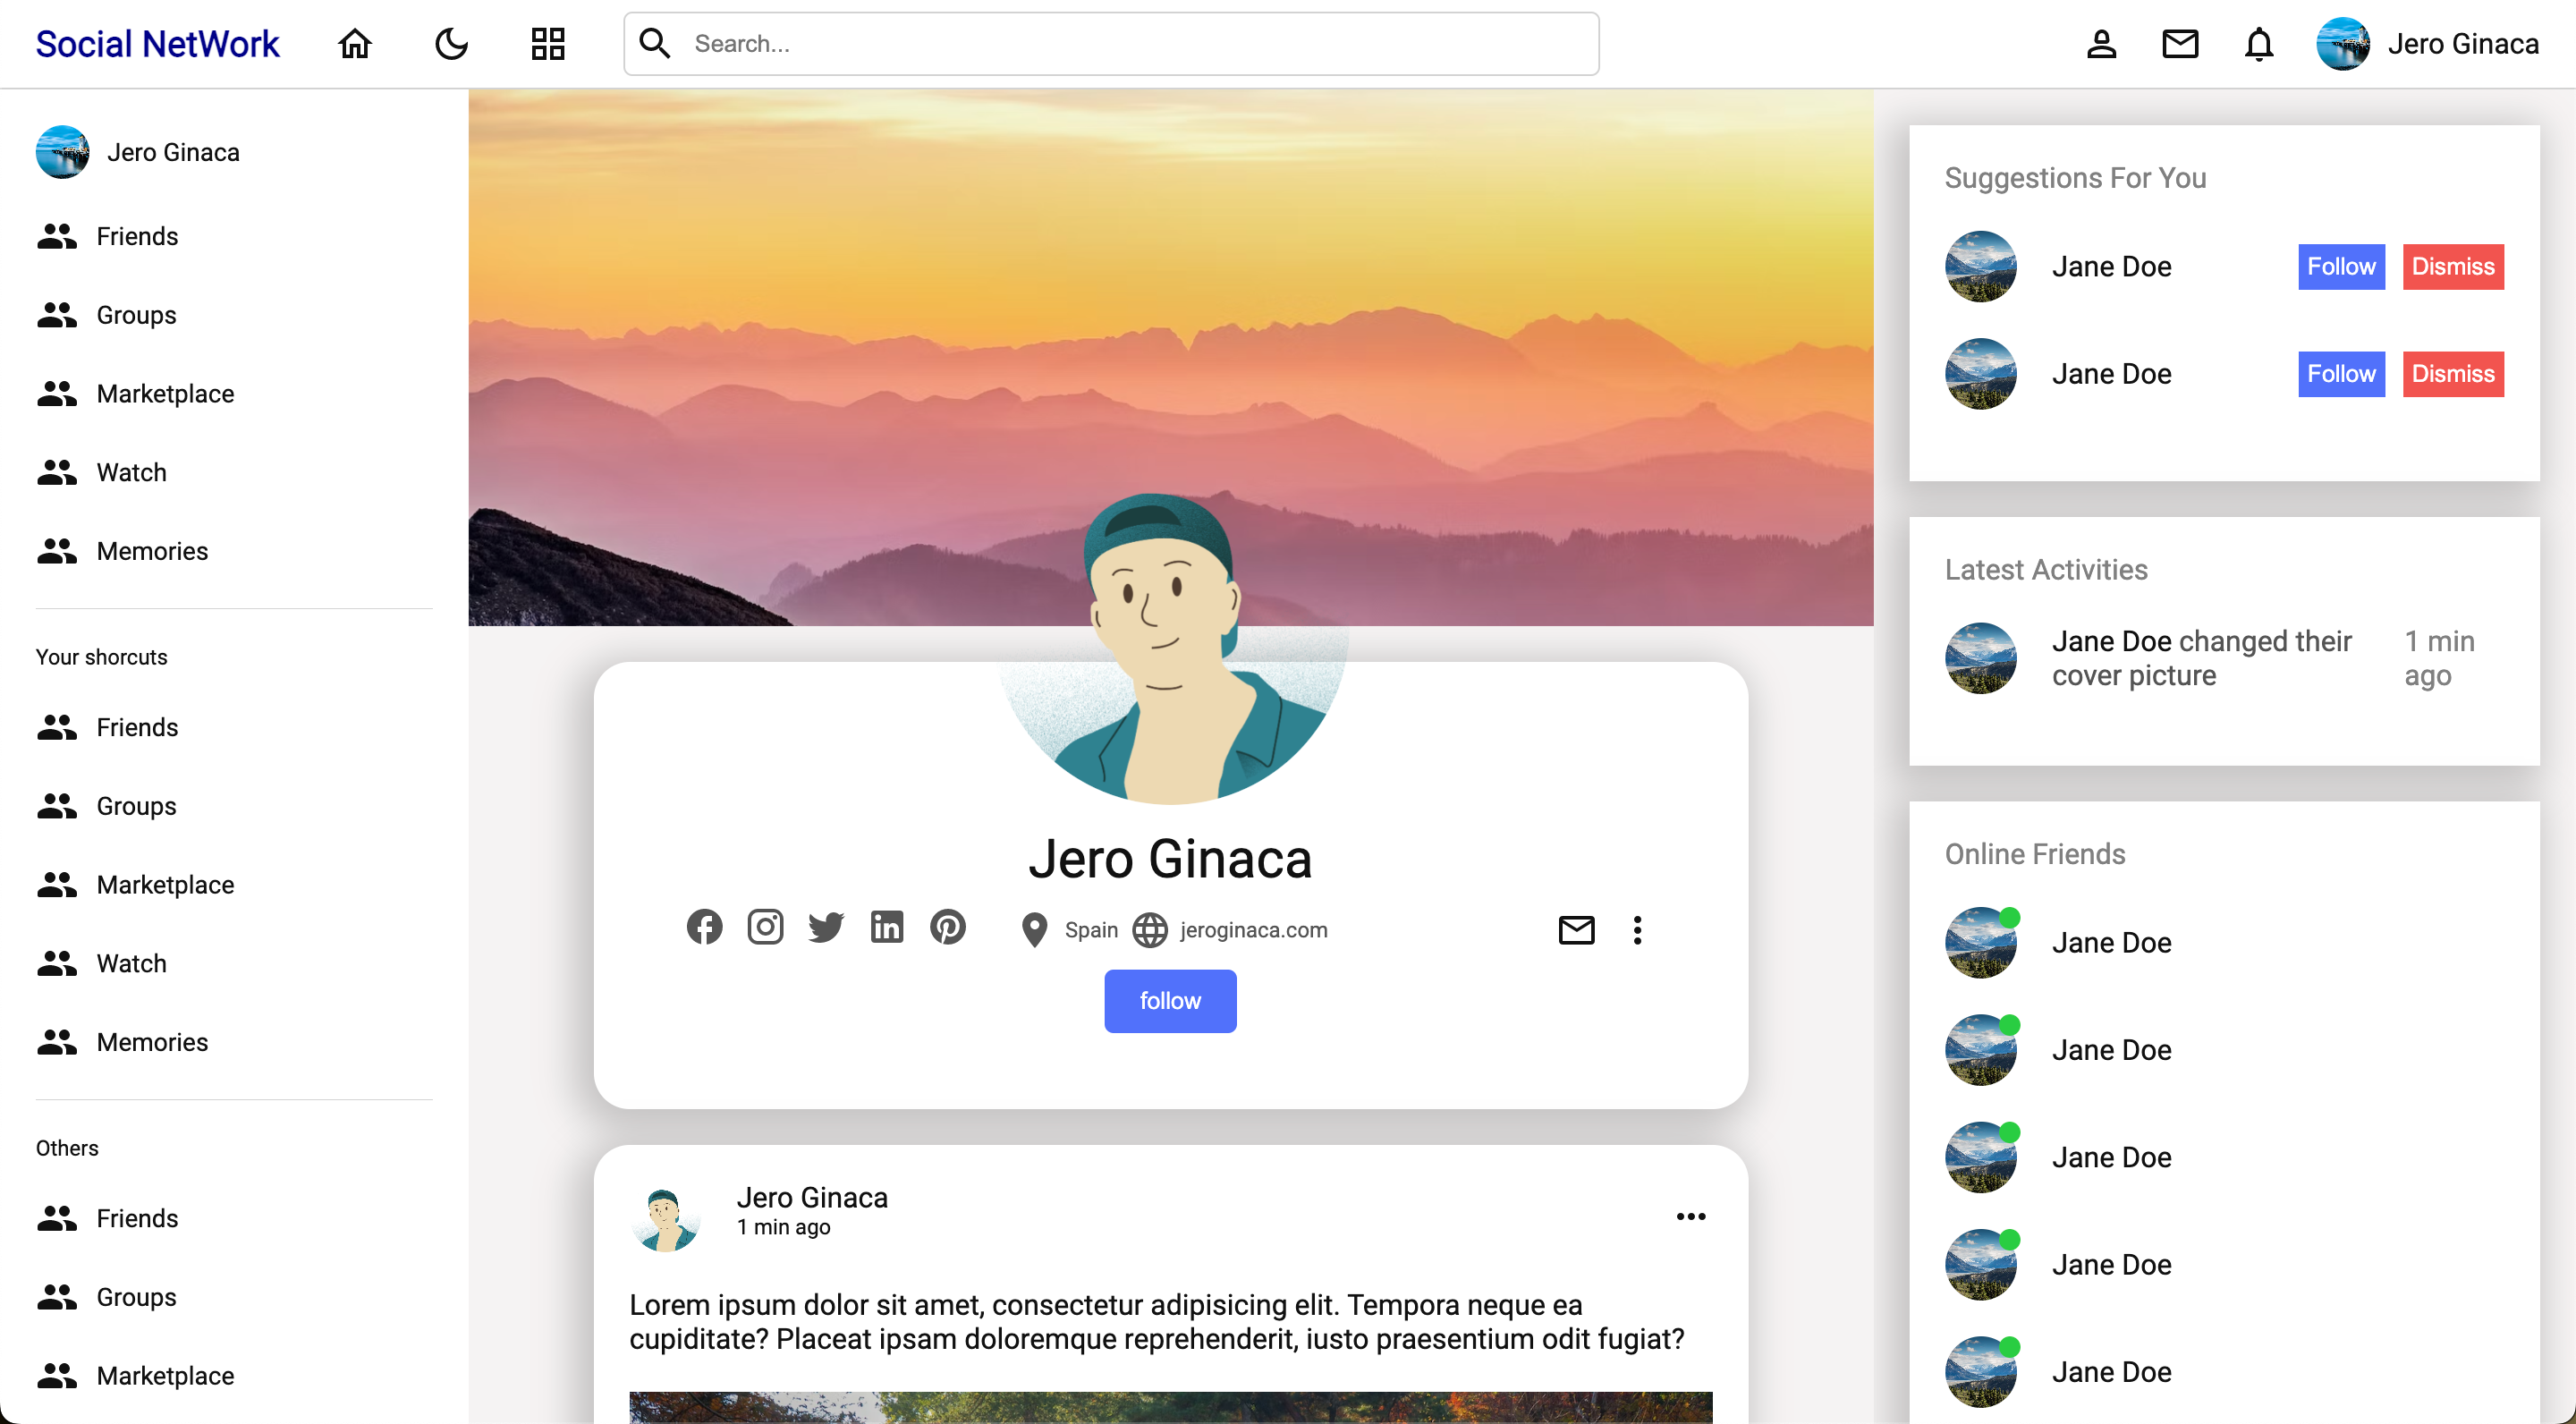 Social NetWork
Search...
Jero Ginaca
Jero Ginaca
Friends
Groups
Marketplace
Watch
Memories
Your shorcuts
Friends
Groups
Marketplace
Watch
Memories
Others
Friends
Groups
Marketplace
Jero Ginaca
Spain
jeroginaca.com
follow
Jero Ginaca
1 min ago
Lorem ipsum dolor sit amet, consectetur adipisicing elit. Tempora neque ea
cupiditate? Placeat ipsam doloremque reprehenderit, iusto praesentium odit fugiat?
Suggestions For You
Jane Doe Follow Dismiss
Jane Doe Follow Dismiss
Latest Activities
Jane Doe changed their
cover picture
1 min
ago
Online Friends
Jane Doe
Jane Doe
Jane Doe
Jane Doe
Jane Doe